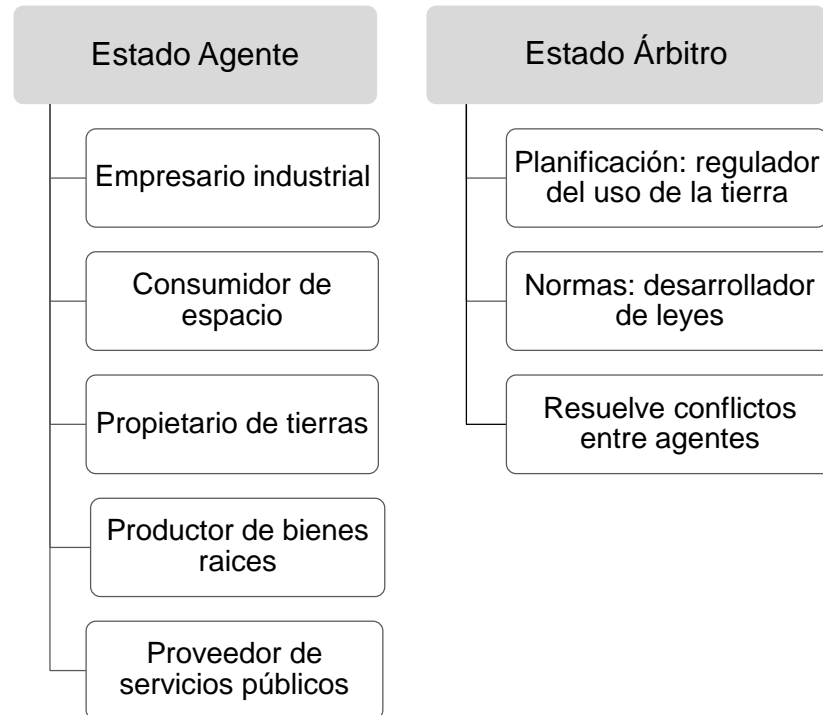 Estado Agente
Empresario industrial
Consumidor de
espacio
Propietario de tierras
Productor de bienes
raices
Proveedor de
servicios públicos
Estado Árbitro
Planificación: regulador
del uso de la tierra
Normas: desarrollador
de leyes
Resuelve conflictos
entre agentes